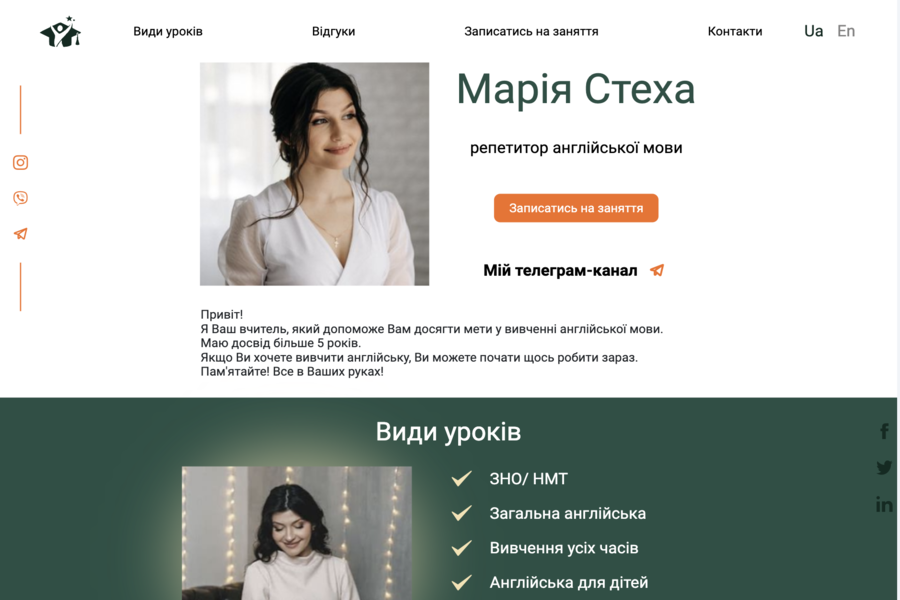 Види уроків
Відгуки
Записатись на заняття
Контакти
Ua
En
Марія Стеха
репетитор англійської мови
Записатись на заняття
Мій телеграм-канал
Привіт!
Я Ваш вчитель, який допоможе Вам досягти мети у вивченні англійської мови.
Маю досвід більше 5 років.
Якщо Ви хочете вивчити англійську, Ви можете почати щось робити зараз.
Пам'ятайте! Все в Ваших руках!
Види уроків
ЗНО/ НМТ
Загальна англійська
Вивчення усіх часів
Англійська для дітей